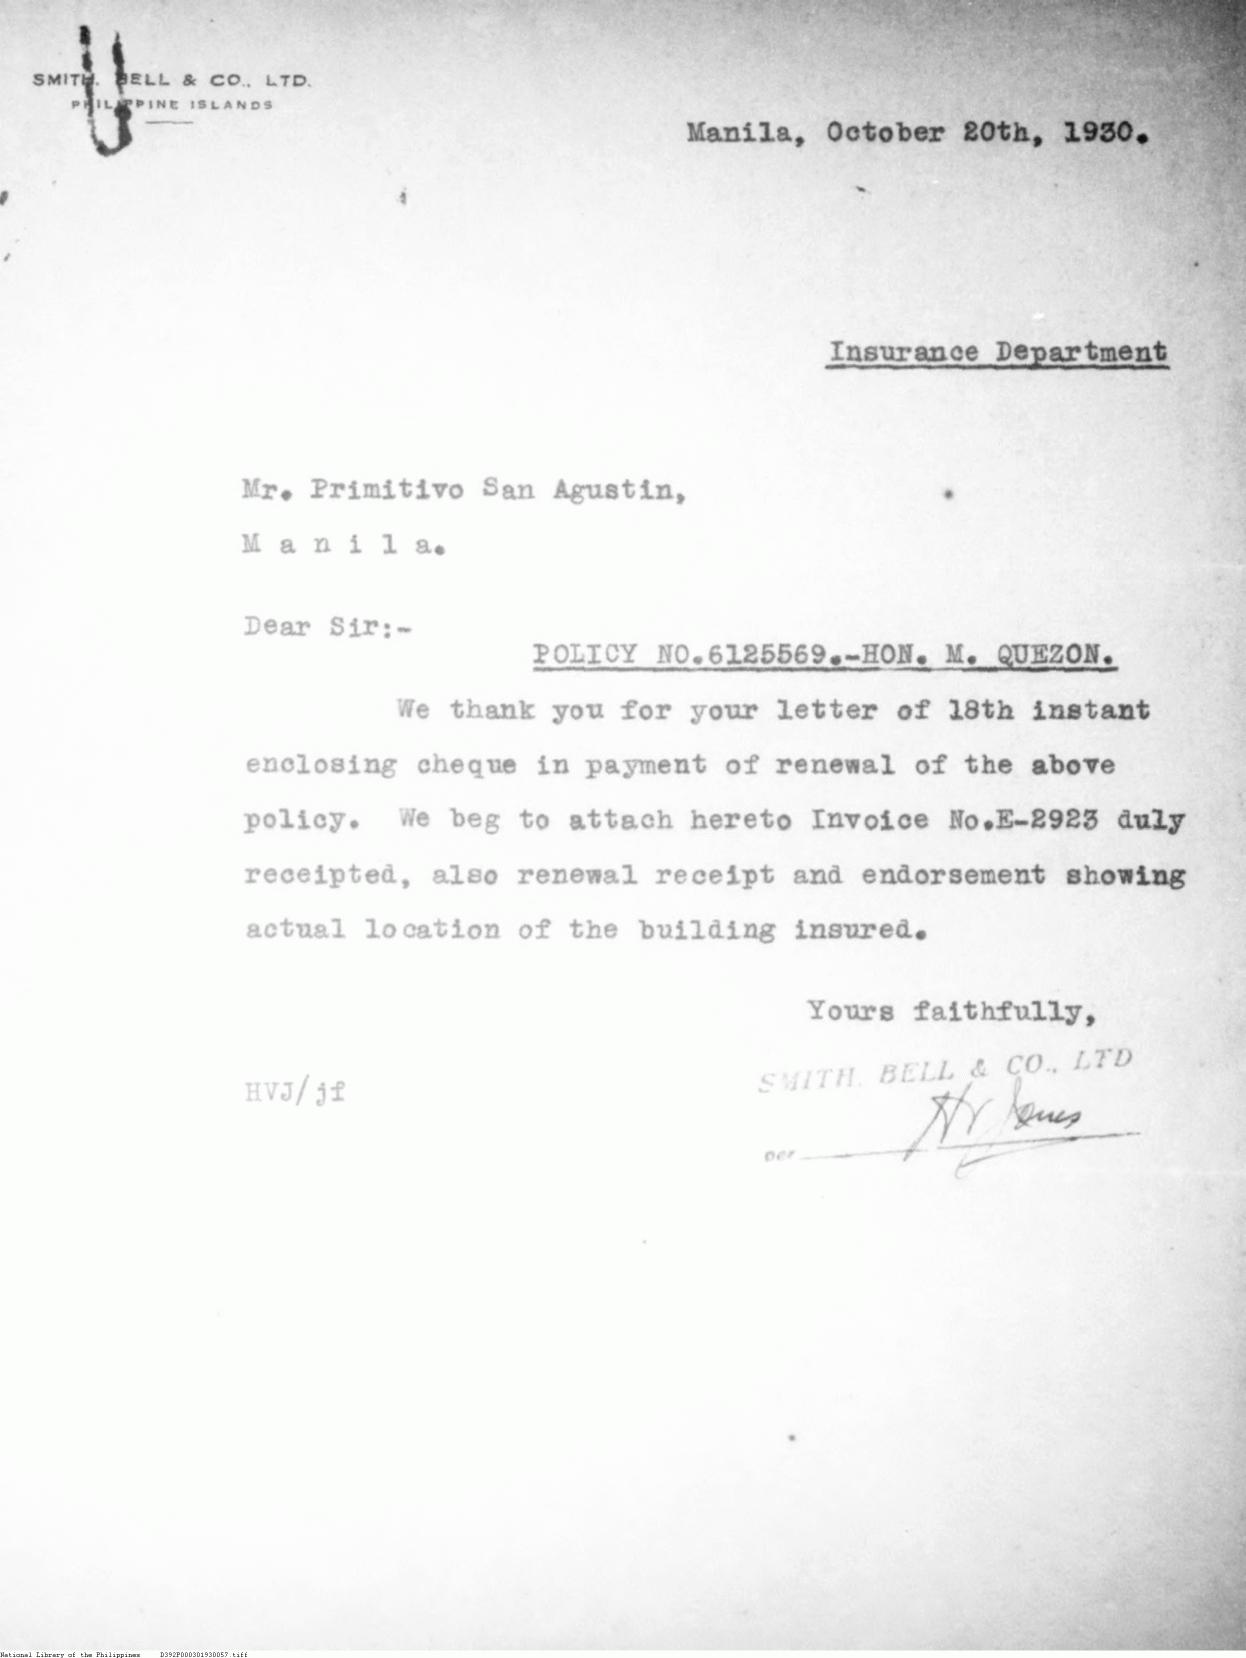 SMITH, BELL & CO., LTD.
PHILIPPINE ISLANDS
Manila, October 20th, 1930.
Insurance Department
Mr. Primitivo San Agustin,
M a n i l a.
Dear Sir:-
POLICY NO.6125569.-HON. M. QUEZON.
We thank you for your letter of 18th instant
enclosing cheque in payment of renewal of the above
policy. We beg to attach hereto Invoice No.E-2923 duly
receipted, also renewal receipt and endorsement showing
actual location of the building insured.
Yours faithfully,
SMITH, BELL & CO., LTD
HVJ/jf
per HV Jones
National Library of the Philippines D392P000301930057.tiff